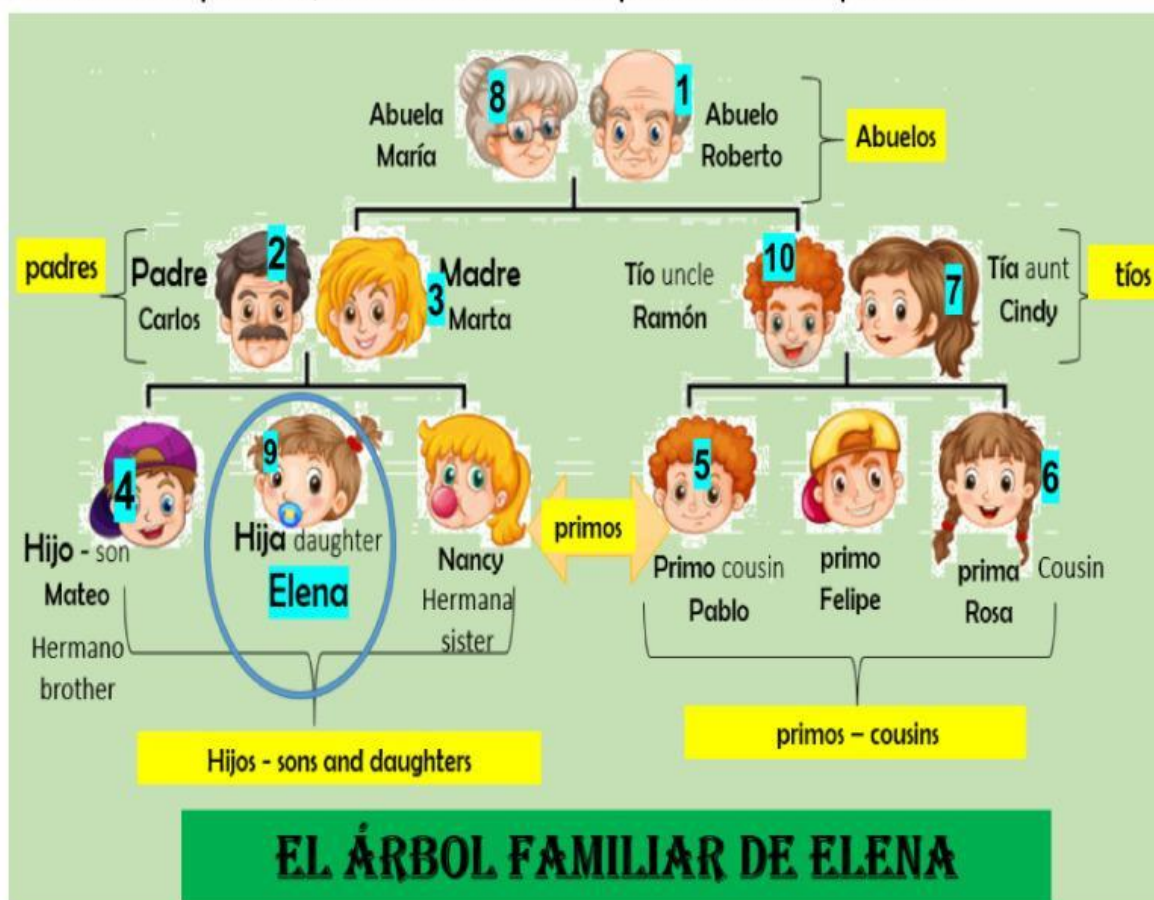 8
1
Abuela
María
Abuelo
Roberto
Abuelos
padres
Padre
Carlos
2
3
Madre
Marta
Tío uncle
Ramón
10
7
Tía aunt
Cindy
tíos
4
Hijo - son
Mateo
Hermano
brother
9
Hija daughter
Elena
Nancy
Hermana
sister
primos
5
Primo cousin
Pablo
primo
Felipe
6
prima Cousin
Rosa
Hijos - sons and daughters
primos – cousins
EL ÁRBOL FAMILIAR DE ELENA